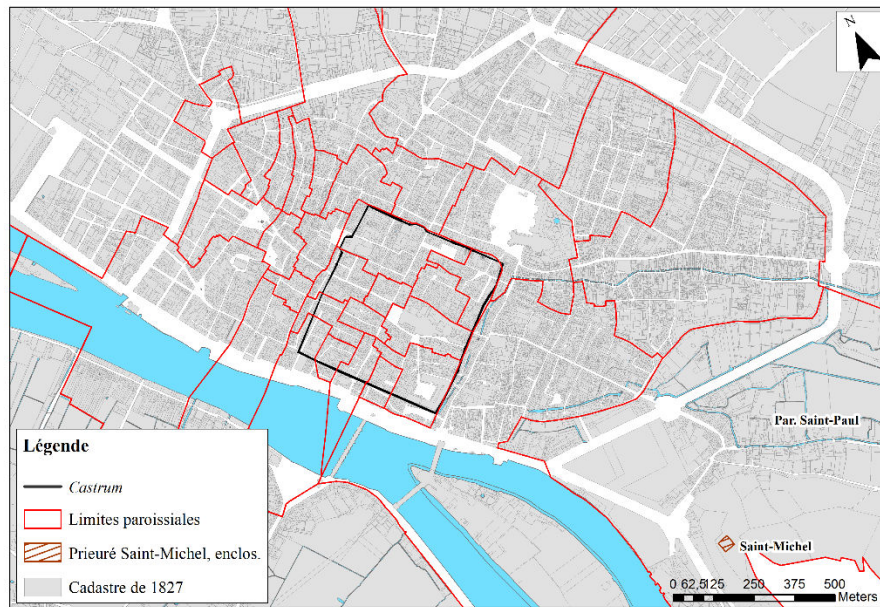 N
Par. Saint-Paul
Saint-Michel
Légende
Castrum
Limites paroissiales
Prieuré Saint-Michel, enclos.
Cadastre de 1827
0 62,5125 250 375 500
Meters